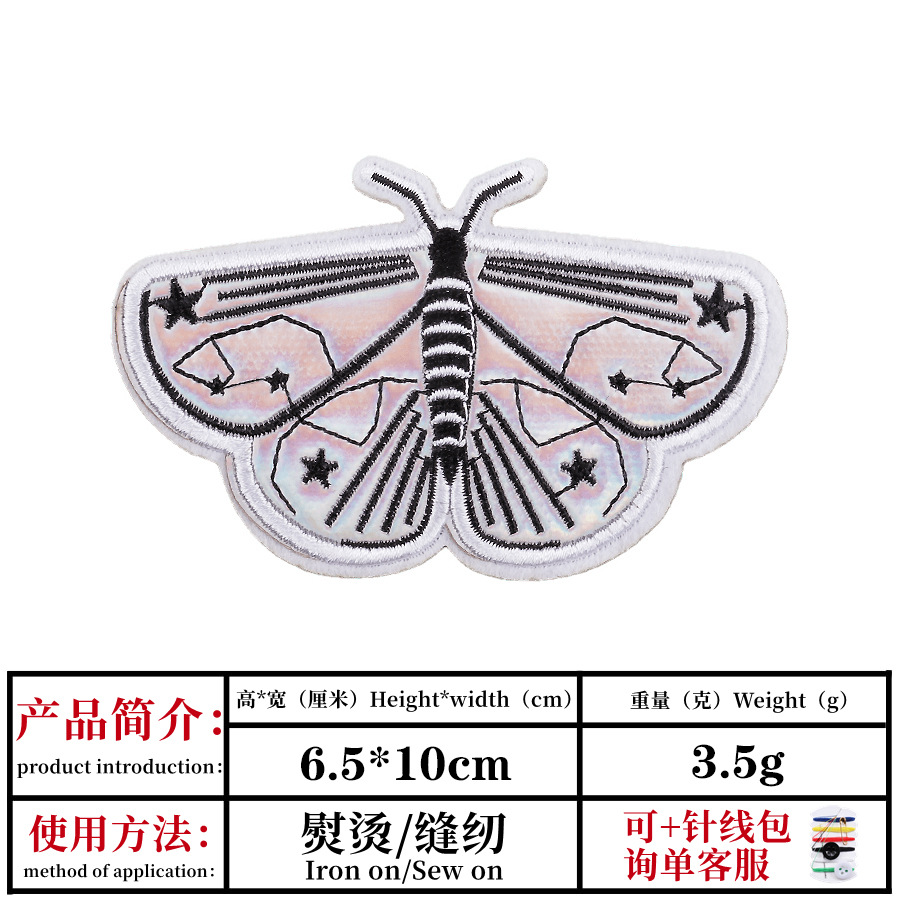 产品简介：
product introduction：
高*宽（厘米）Height*width（cm）
重量（克）Weight（g）
6.5*10cm
3.5g
使用方法：
method of application：
熨烫/缝纫
Iron on/Sew on
可+针线包
询单客服